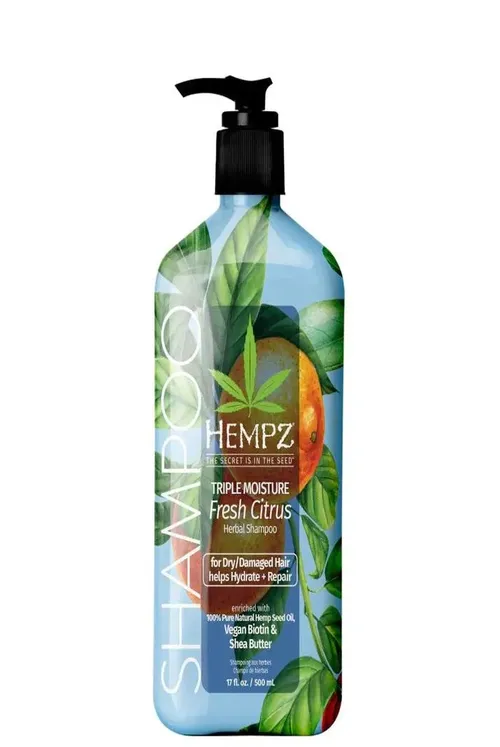 SHAMPOO
HEMPZ
THE SECRET IS IN THE SEED®
TRIPLE MOISTURE
Fresh Citrus
Herbal Shampoo
for Dry/Damaged Hair
helps Hydrate + Repair
enriched with
100% Pure Natural Hemp Seed Oil,
Vegan Biotin &
Shea Butter
Shampooing aux herbes
Champú de hierbas
17 fl. oz. / 500 mL